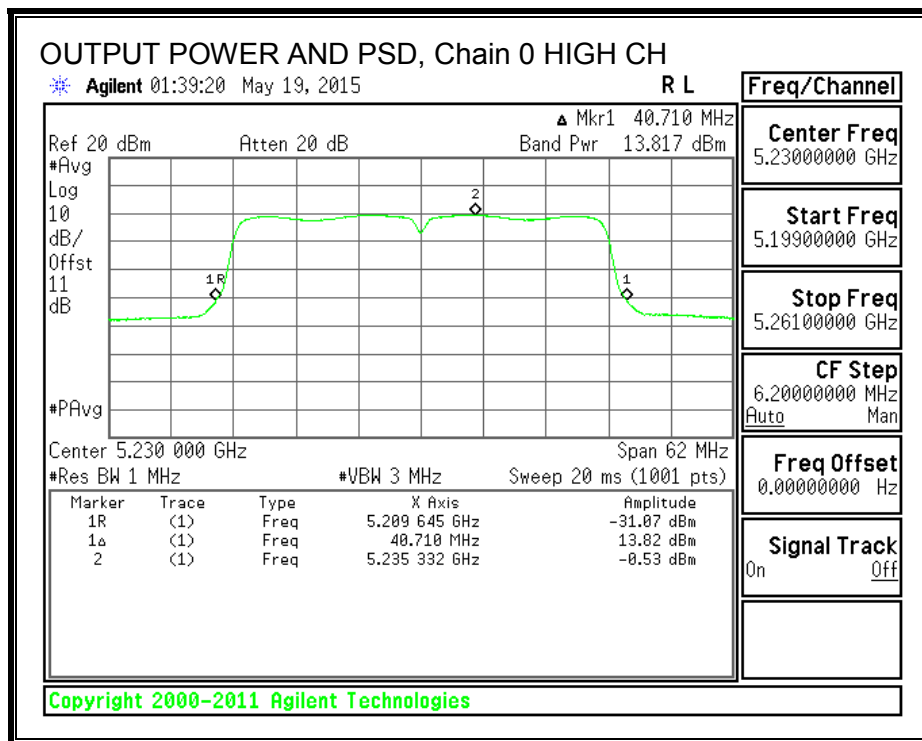 OUTPUT POWER AND PSD, Chain 0 HIGH CH
Agilent 01:39:20 May 19, 2015 R L
Freq/Channel
▲ Mkr1 40.710 MHz
Ref 20 dBm Atten 20 dB Band Pwr 13.817 dBm
#Avg
Log
10
dB/
Offst
11
dB
#PAvg
2
1R
1
Center 5.230 000 GHz Span 62 MHz
#Res BW 1 MHz #VBW 3 MHz Sweep 20 ms (1001 pts)
Marker Trace Type X Axis Amplitude
1R (1) Freq 5.209 645 GHz -31.07 dBm
1▵ (1) Freq 40.710 MHz 13.82 dBm
2 (1) Freq 5.235 332 GHz -0.53 dBm
Center Freq
5.23000000 GHz
Start Freq
5.19900000 GHz
Stop Freq
5.26100000 GHz
CF Step
6.20000000 MHz
Auto Man
Freq Offset
0.00000000 Hz
Signal Track
On Off
Copyright 2000-2011 Agilent Technologies